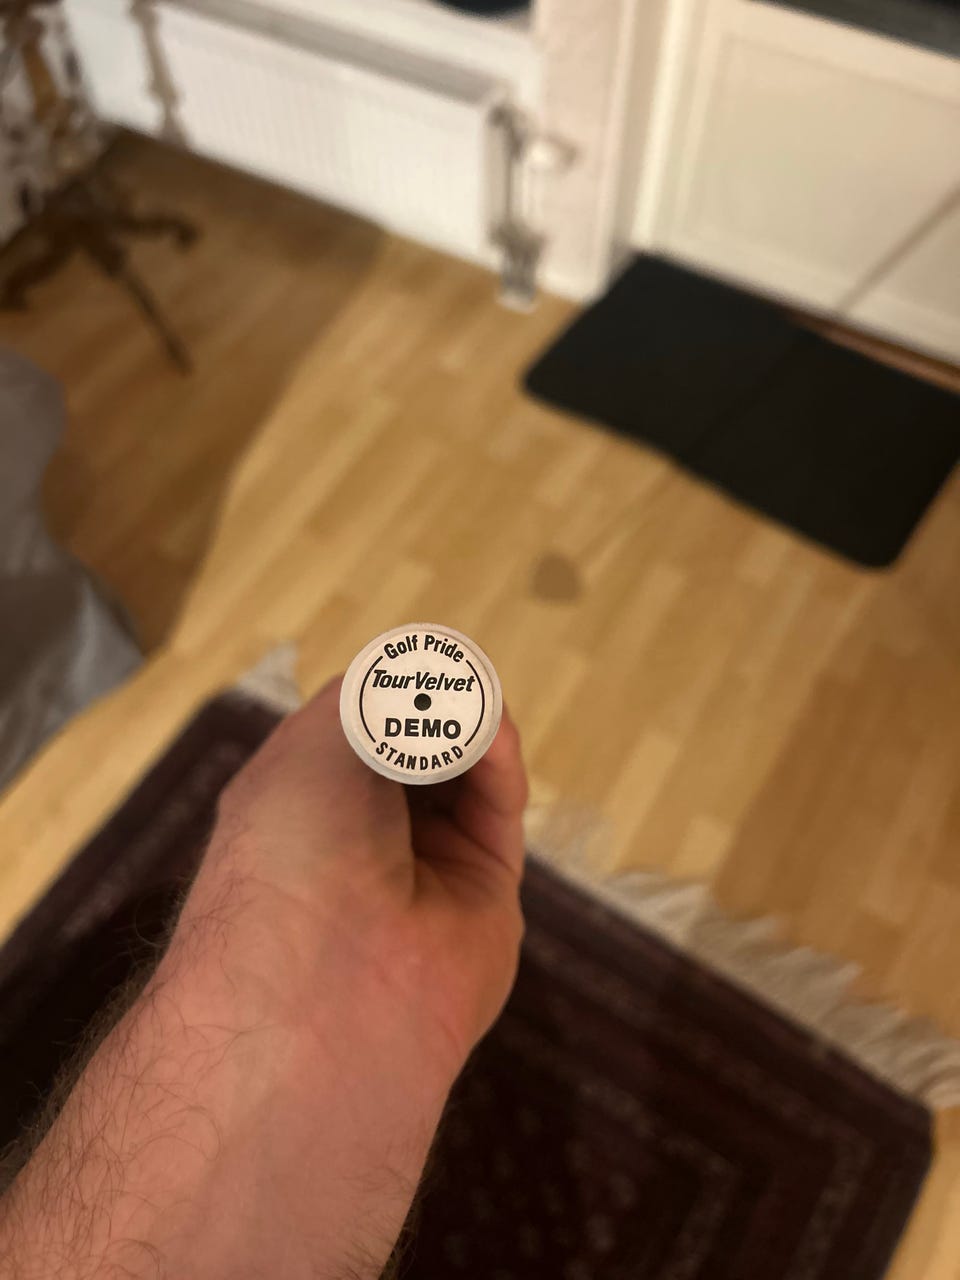 Golf Pride
TourVelvet
DEMO
STANDARD